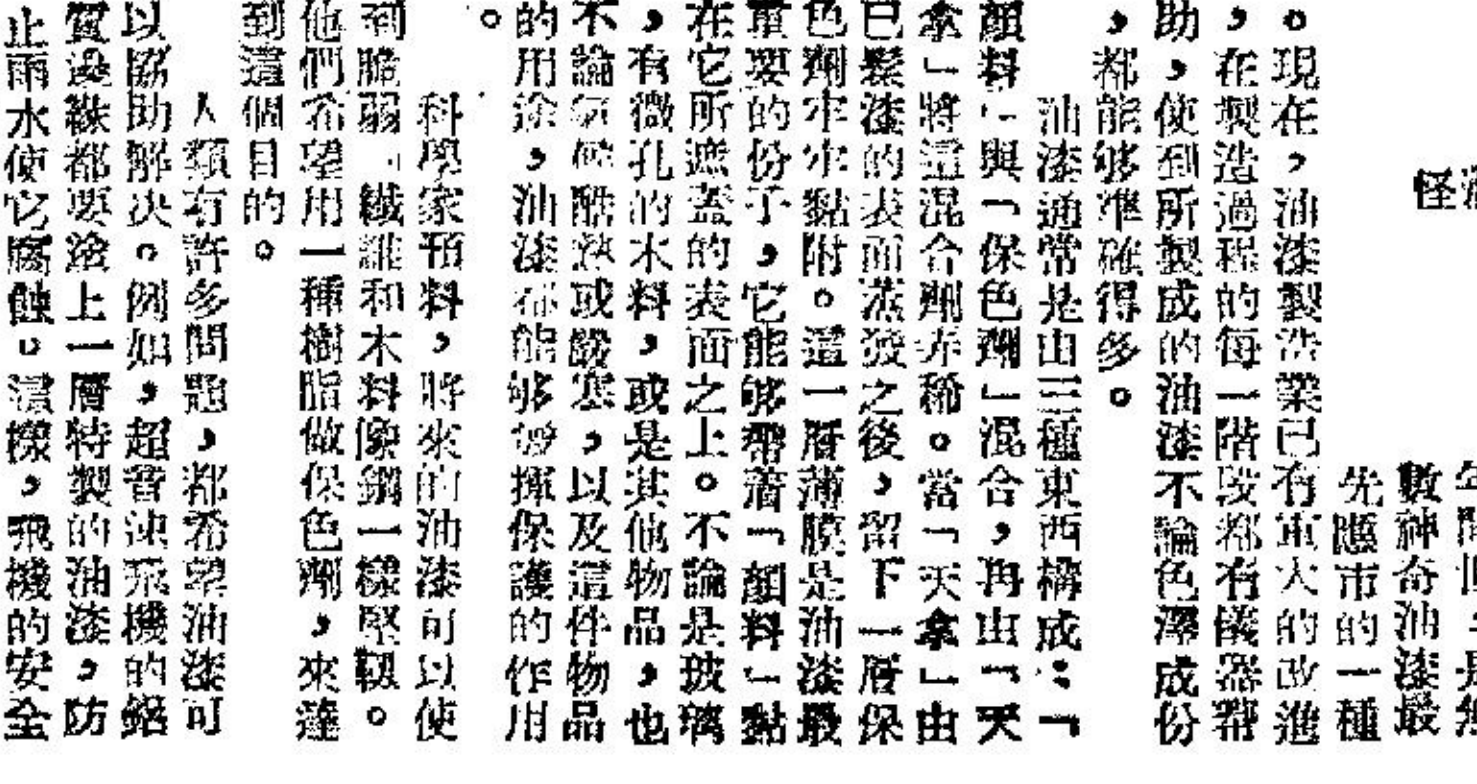 怪
數神奇油漆最
先應市的一種
。現在，油漆製造業已有重大的改進
，在製造過程的每一階段都有儀器幫
助，使到所製成的油漆不論色澤成份
，都能够準確得多。
油漆通常是由三種東西構成：「
顏料」與「保色劑」混合，再由「天
拿」將這混合劑弄稀。當「天拿」由
已髹漆的表面蒸發之後，留下一層保
色劑牢牢黏附。這一層薄膜是油漆最
重要的份子，它能够帶着「顏料」黏
在它所遮蓋的表面之上。不論是玻璃
，有微孔的木料，或是其他物品，也
不論氣候酷熱或嚴寒，以及這件物品
的用途，油漆都能够發揮保護的作用
。
科學家預料，將來的油漆可以使
到脆弱的纖維和木料像鋼一樣堅靱。
他們希望用一種樹脂做保色劑，來達
到這個目的。
人類有許多問題，都希望油漆可
以協助解决。例如，超音速飛機的鋁
質邊緣都要塗上一層特製的油漆，防
止雨水使它腐蝕。這樣，飛機的安全